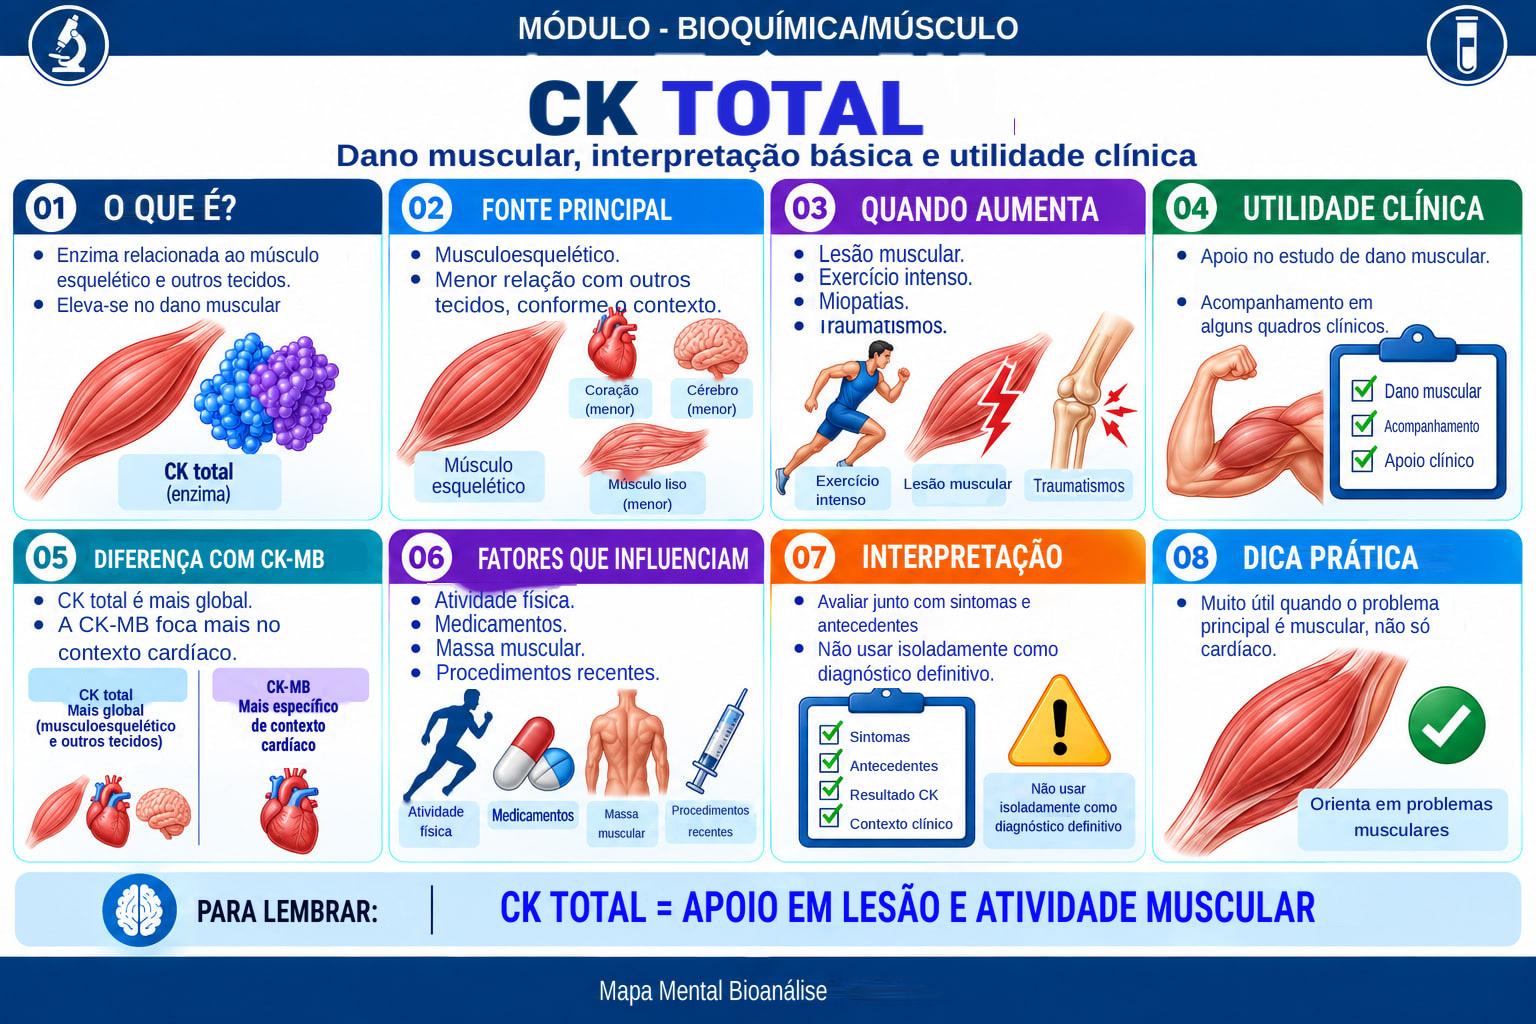 MÓDULO - BIOQUÍMICA/MÚSCULO
CK TOTAL
Dano muscular, interpretação básica e utilidade clínica
01 O QUE É?
• Enzima relacionada ao músculo
esquelético e outros tecidos.
• Eleva-se no dano muscular
CK total
(enzima)
02 FONTE PRINCIPAL
• Musculoesquelético.
• Menor relação com outros
tecidos, conforme o contexto.
Coração
(menor)
Cérebro
(menor)
Músculo
esquelético
Músculo liso
(menor)
03 QUANDO AUMENTA
• Lesão muscular.
• Exercício intenso.
• Miopatias.
• Traumatismos.
Exercício
intenso
Lesão muscular
Traumatismos
04 UTILIDADE CLÍNICA
• Apoio no estudo de dano muscular.
• Acompanhamento em
alguns quadros clínicos.
Dano muscular
Acompanhamento
Apoio clínico
05 DIFERENÇA COM CK-MB
• CK total é mais global.
• A CK-MB foca mais no
contexto cardíaco.
CK total
Mais global
(musculoesquelético
e outros tecidos)
CK-MB
Mais específico
de contexto
cardíaco
06 FATORES QUE INFLUENCIAM
• Atividade física.
• Medicamentos.
• Massa muscular.
• Procedimentos recentes.
Atividade
física
Medicamentos
Massa
muscular
Procedimentos
recentes
07 INTERPRETAÇÃO
• Avaliar junto com sintomas e
antecedentes
• Não usar isoladamente como
diagnóstico definitivo.
Sintomas
Antecedentes
Resultado CK
Contexto clínico
Não usar
isoladamente como
diagnóstico definitivo
08 DICA PRÁTICA
• Muito útil quando o problema
principal é muscular, não só
cardíaco.
Orienta em problemas
musculares
PARA LEMBRAR:
CK TOTAL = APOIO EM LESÃO E ATIVIDADE MUSCULAR
Mapa Mental Bioanálise